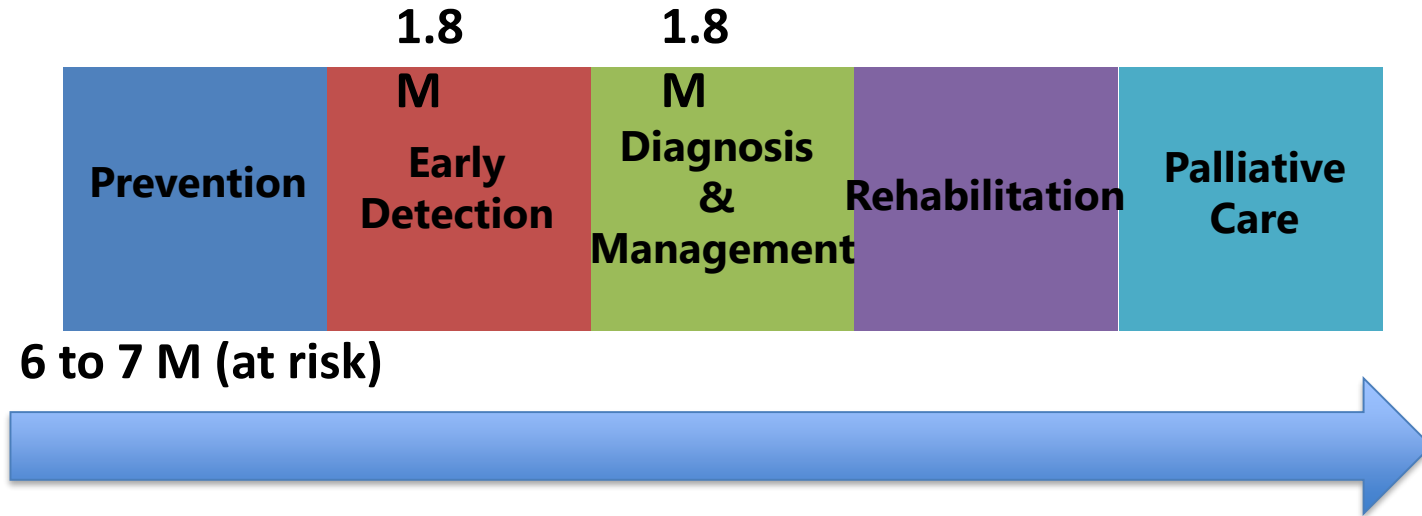 1.8
M
1.8
M
Prevention
Early
Detection
Diagnosis
&
Management
Rehabilitation
Palliative
Care
6 to 7 M (at risk)